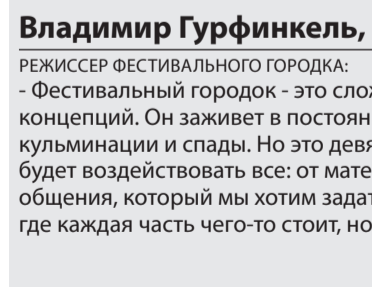 Владимир Гурфинкель,
РЕЖИССЕР ФЕСТИВАЛЬНОГО ГОРОДКА:
- Фестивальный городок - это сло
концепций. Он заживет в постоян
кульминации и спады. Но это девя
будет воздействовать все: от мате
общения, который мы хотим задат
где каждая часть чего-то стоит, но